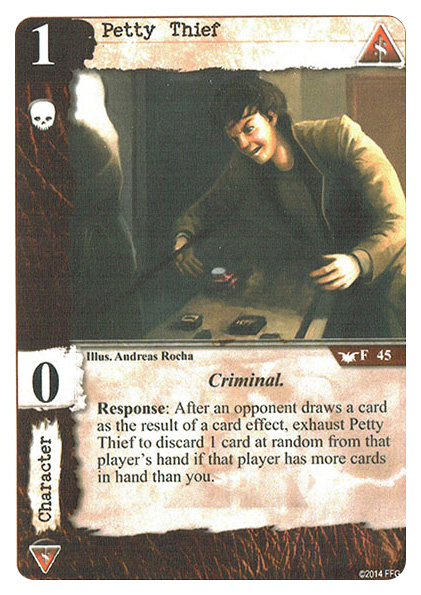 1
Petty Thief
Illus. Andreas Rocha
F 45
0
Criminal.
Response: After an opponent draws a card
as the result of a card effect, exhaust Petty
Thief to discard 1 card at random from that
player's hand if that player has more cards
in hand than you.
Character
©2014 FFG